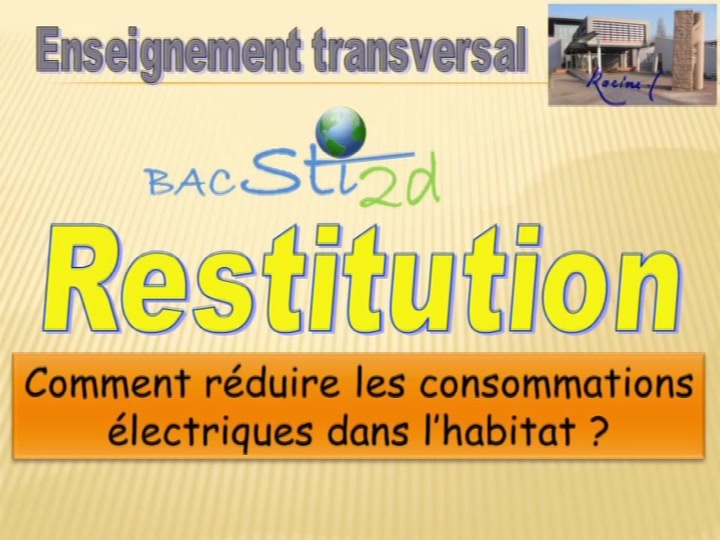 Enseignement transversal
Racine
BAC Sti2d
Restitution
Comment réduire les consommations
électriques dans l'habitat ?